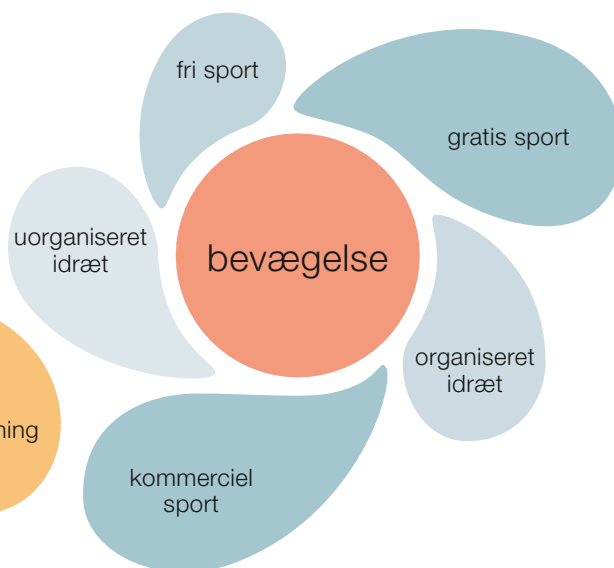 fri sport
gratis sport
uorganiseret
idræt
bevægelse
organiseret
idræt
kommerciel
sport